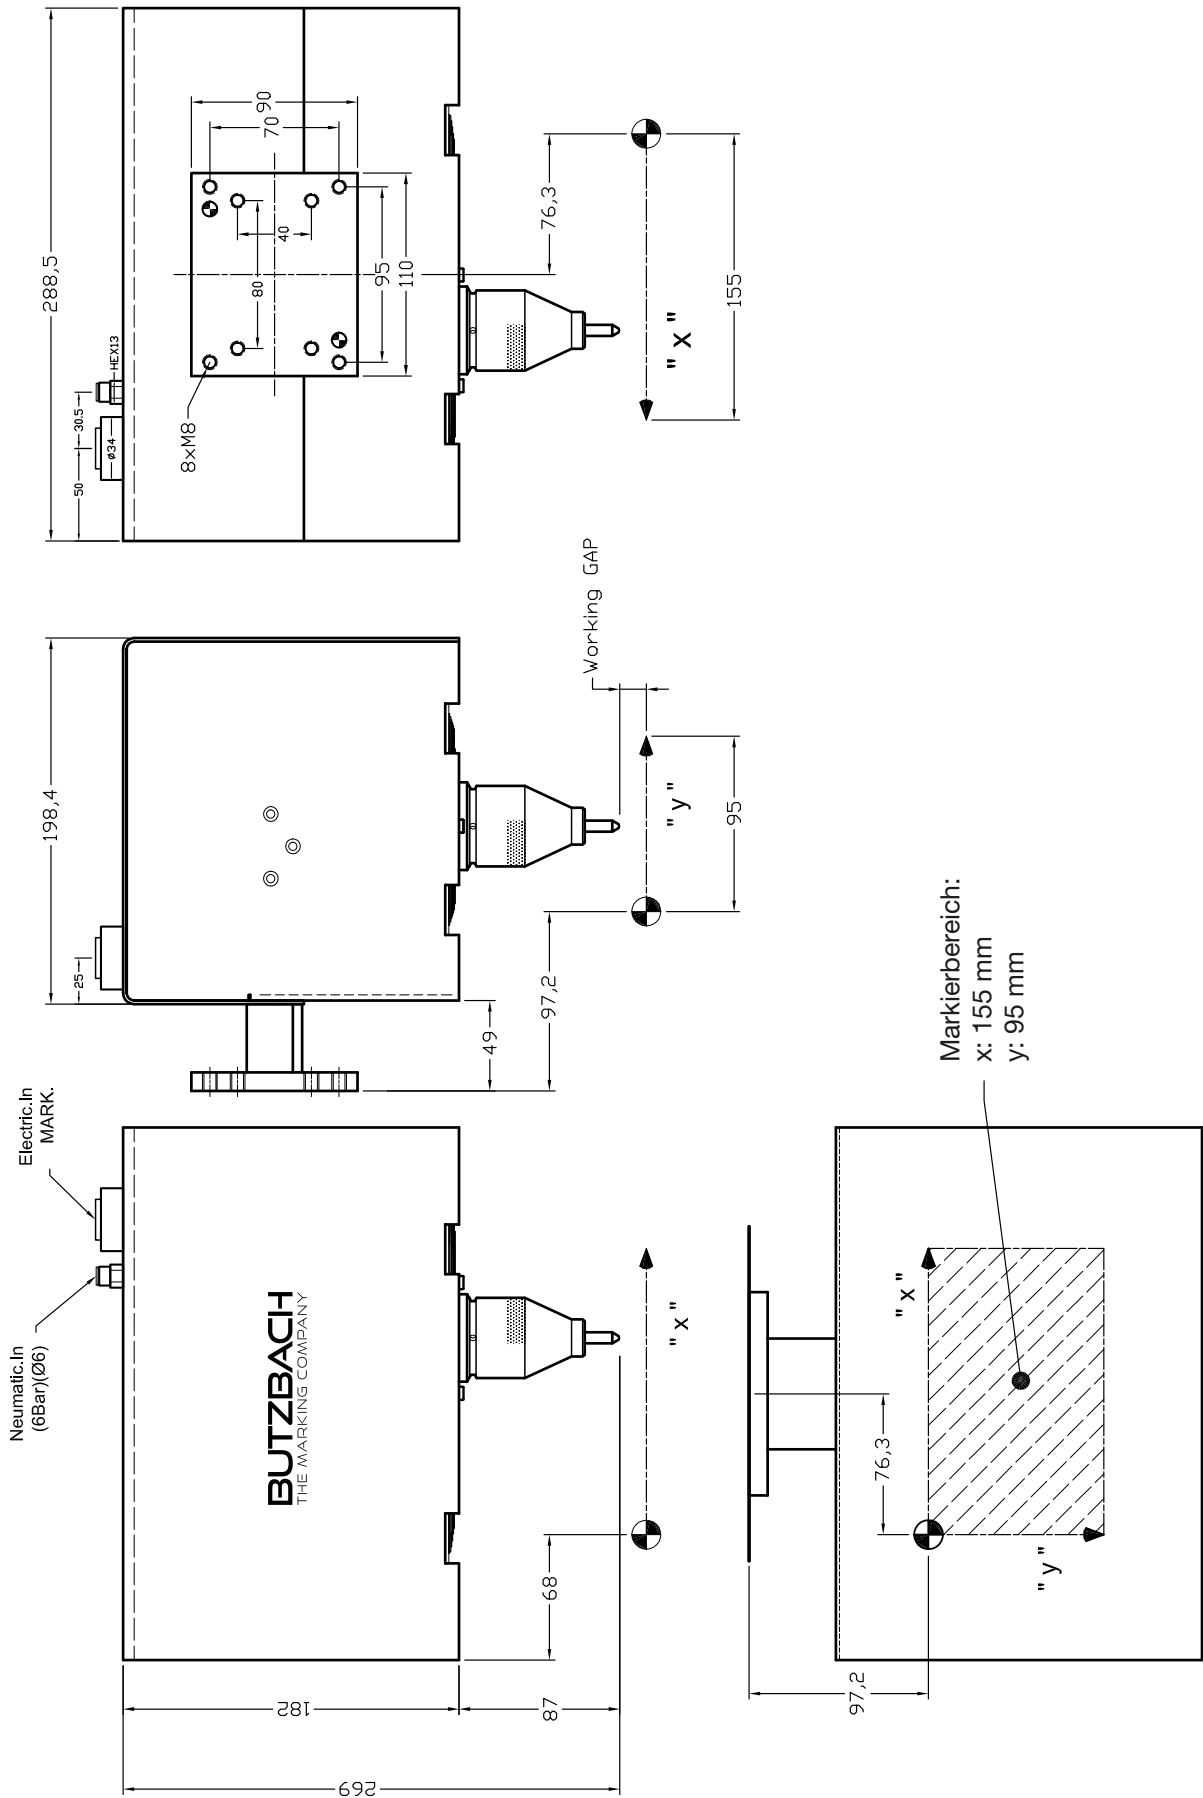 Neumatic.In
(6Bar)(Ø6)
Electric.In
MARK.
BUTZBACH
THE MARKING COMPANY
182
87
269
68
" x "
198,4
25
49
97,2
95
" y "
Working GAP
288,5
50
30.5
Ø34
HEX13
8xM8
90
70
40
80
95
110
76,3
155
" x "
97,2
76,3
" x "
" y "
Markierbereich:
x: 155 mm
y: 95 mm